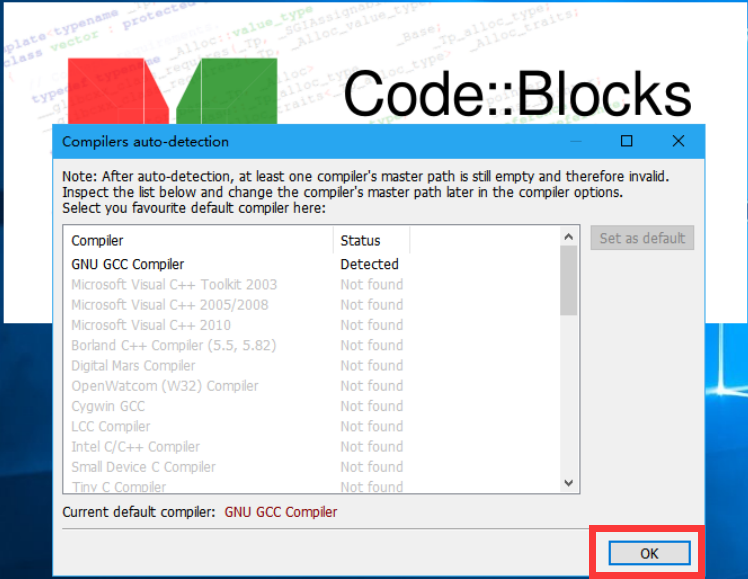 Code::Blocks
Compilers auto-detection
Note: After auto-detection, at least one compiler's master path is still empty and therefore invalid.
Inspect the list below and change the compiler's master path later in the compiler options.
Select you favourite default compiler here:
Compiler Status
Set as default
GNU GCC Compiler Detected
Microsoft Visual C++ Toolkit 2003 Not found
Microsoft Visual C++ 2005/2008 Not found
Microsoft Visual C++ 2010 Not found
Borland C++ Compiler (5.5, 5.82) Not found
Digital Mars Compiler Not found
OpenWatcom (W32) Compiler Not found
Cygwin GCC Not found
LCC Compiler Not found
Intel C/C++ Compiler Not found
Small Device C Compiler Not found
Tiny C Compiler Not found
Current default compiler: GNU GCC Compiler
OK